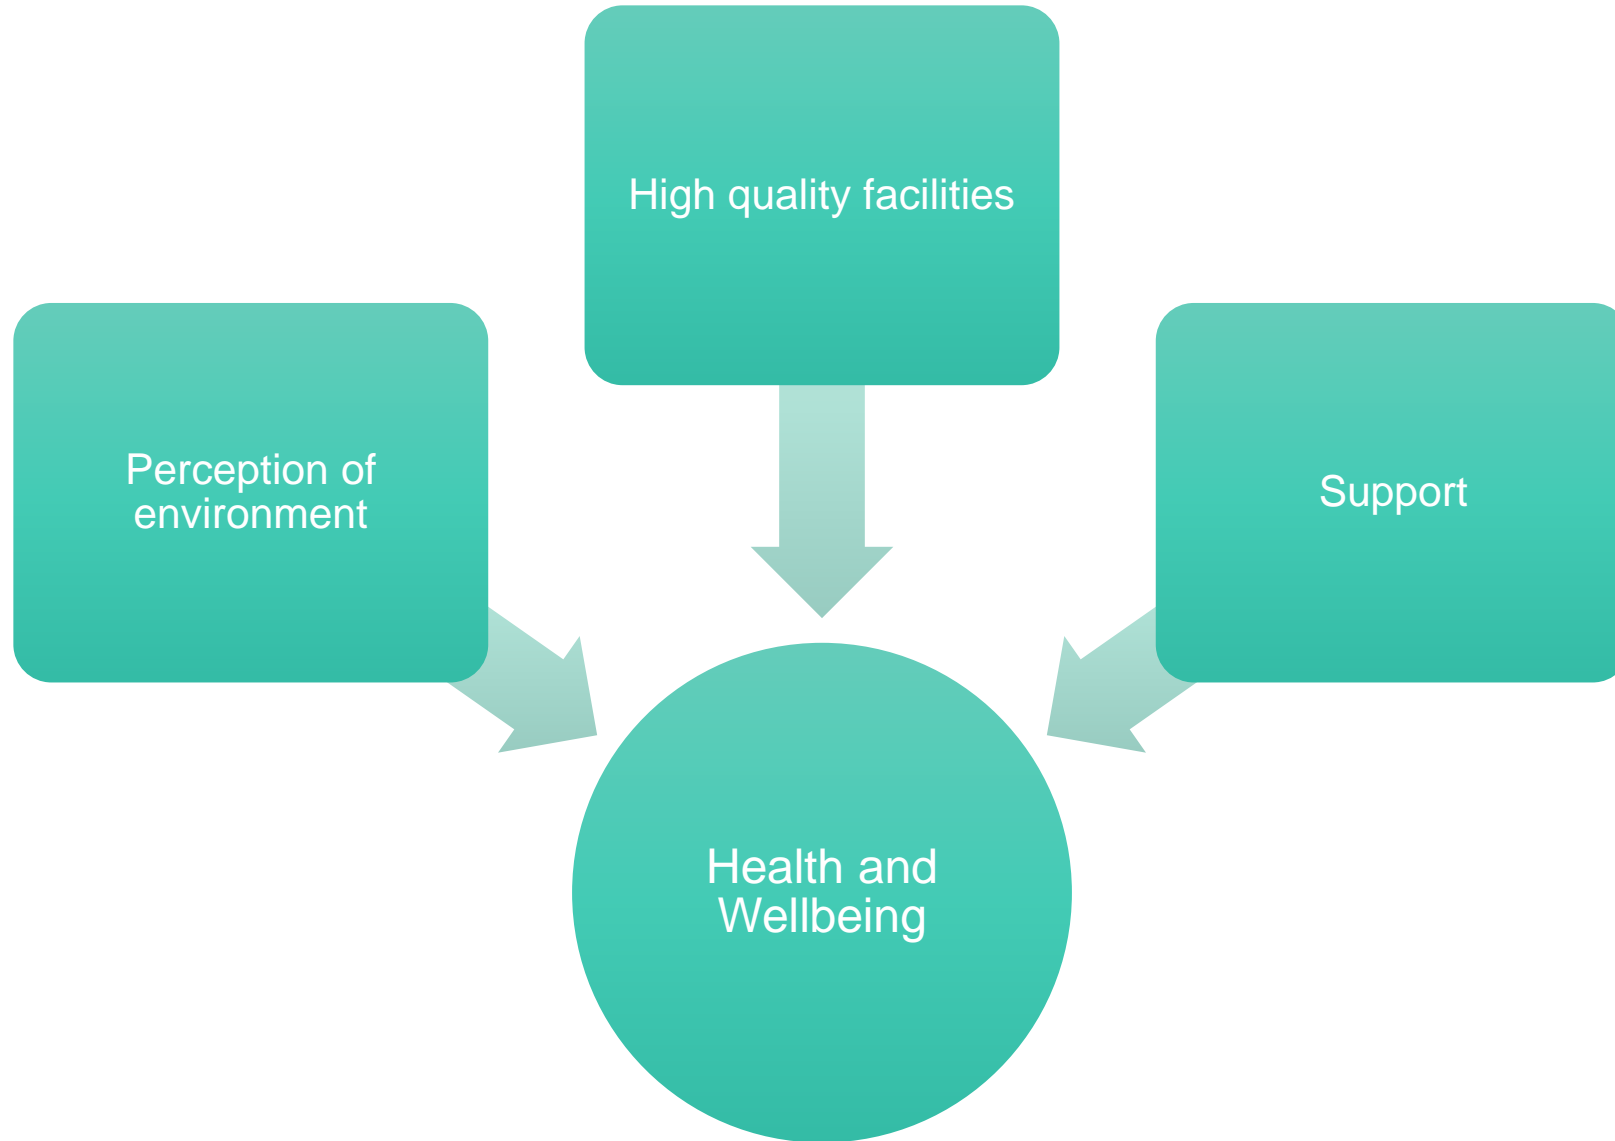 High quality facilities
Perception of
environment
Support
Health and
Wellbeing